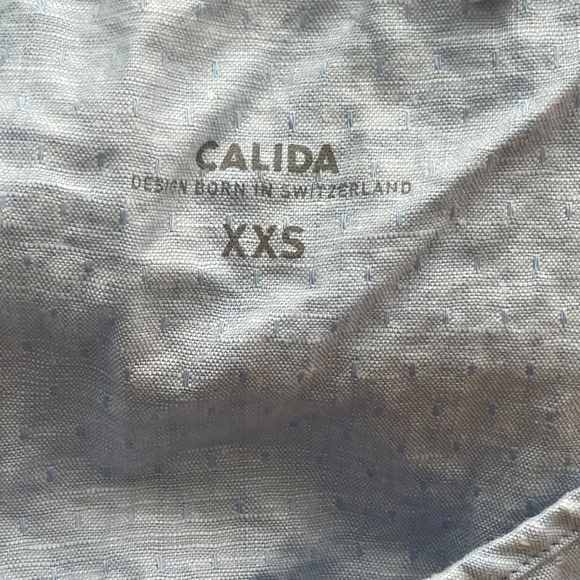 CALIDA
DESIGN BORN IN SWITZERLAND
XXS